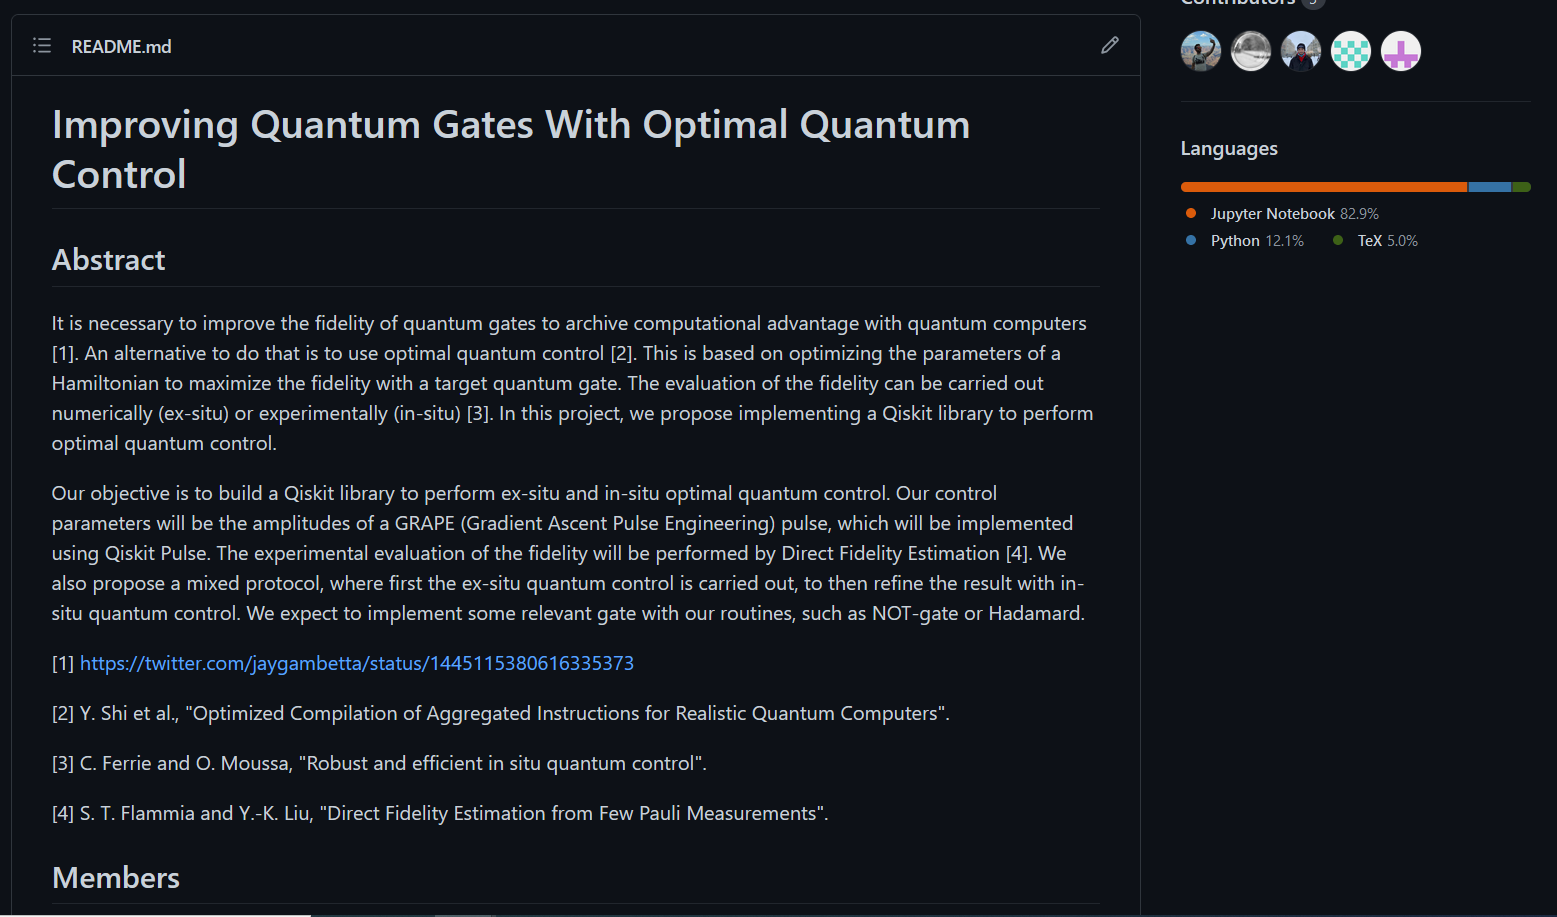 README.md
Improving Quantum Gates With Optimal Quantum
Control
Abstract
It is necessary to improve the fidelity of quantum gates to archive computational advantage with quantum computers
[1]. An alternative to do that is to use optimal quantum control [2]. This is based on optimizing the parameters of a
Hamiltonian to maximize the fidelity with a target quantum gate. The evaluation of the fidelity can be carried out
numerically (ex-situ) or experimentally (in-situ) [3]. In this project, we propose implementing a Qiskit library to perform
optimal quantum control.
Our objective is to build a Qiskit library to perform ex-situ and in-situ optimal quantum control. Our control
parameters will be the amplitudes of a GRAPE (Gradient Ascent Pulse Engineering) pulse, which will be implemented
using Qiskit Pulse. The experimental evaluation of the fidelity will be performed by Direct Fidelity Estimation [4]. We
also propose a mixed protocol, where first the ex-situ quantum control is carried out, to then refine the result with in-
situ quantum control. We expect to implement some relevant gate with our routines, such as NOT-gate or Hadamard.
[1] https://twitter.com/jaygambetta/status/1445115380616335373
[2] Y. Shi et al., "Optimized Compilation of Aggregated Instructions for Realistic Quantum Computers".
[3] C. Ferrie and O. Moussa, "Robust and efficient in situ quantum control".
[4] S. T. Flammia and Y.-K. Liu, "Direct Fidelity Estimation from Few Pauli Measurements".
Members
Contributors 5
Languages
Jupyter Notebook 82.9%
Python 12.1% TeX 5.0%